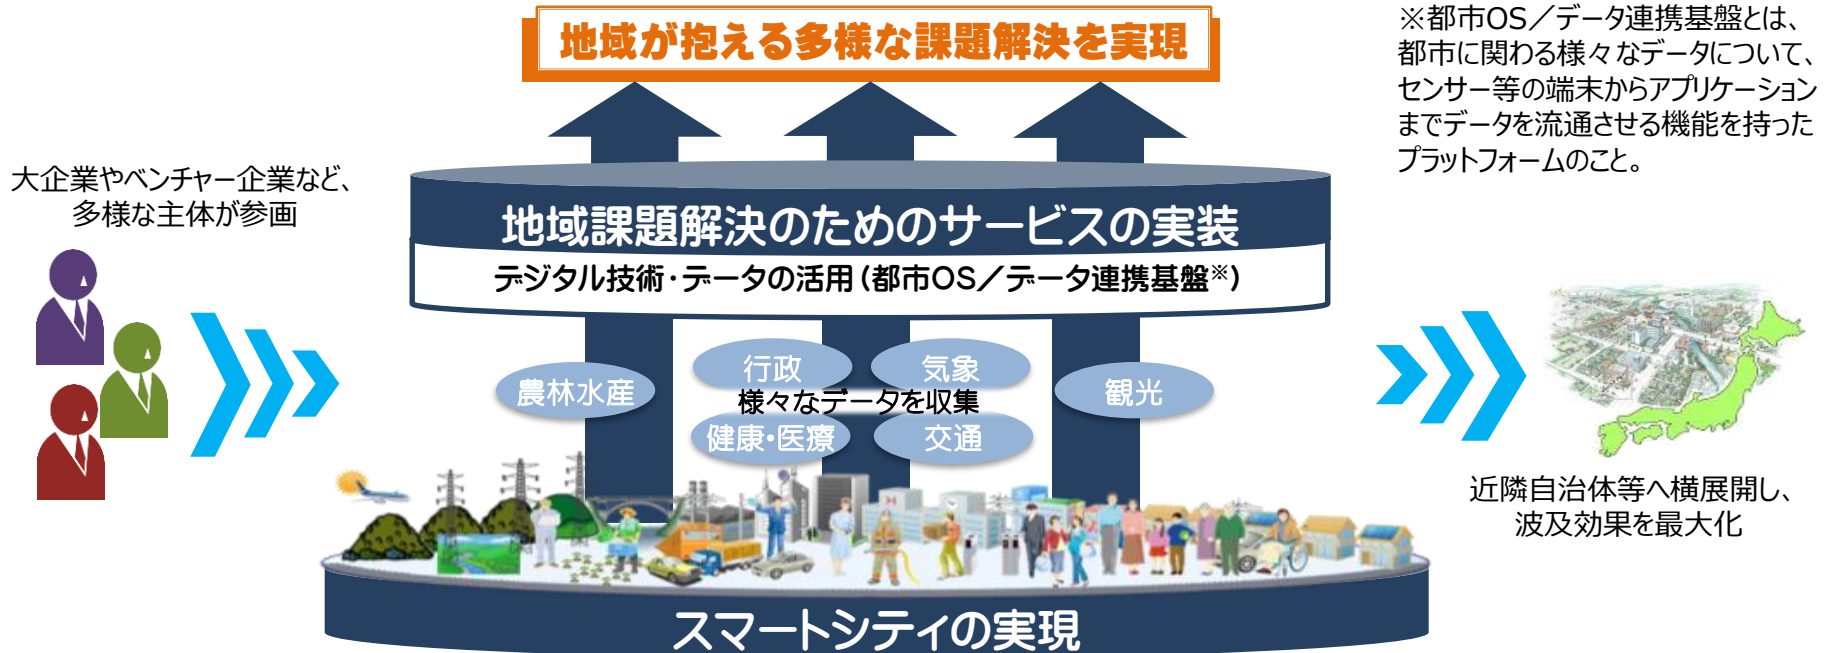 地域が抱える多様な課題解決を実現
※都市OS／データ連携基盤とは、
都市に関わる様々なデータについて、
センサー等の端末からアプリケーション
までデータを流通させる機能を持った
プラットフォームのこと。
大企業やベンチャー企業など、
多様な主体が参画
地域課題解決のためのサービスの実装
デジタル技術・データの活用（都市OS／データ連携基盤※）
農林水産
行政
気象
観光
様々なデータを収集
健康・医療
交通
近隣自治体等へ横展開し、
波及効果を最大化
スマートシティの実現